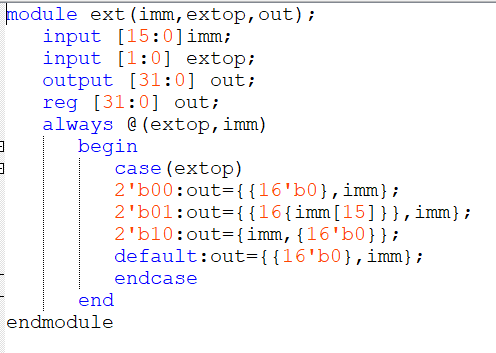 module ext(imm,extop,out);
input [15:0]imm;
input [1:0] extop;
output [31:0] out;
reg [31:0] out;
always @(extop,imm)
begin
case(extop)
2'b00:out={{16'b0},imm};
2'b01:out={{16{imm[15]}},imm};
2'b10:out={imm,{16'b0}};
default:out={{16'b0},imm};
endcase
end
endmodule